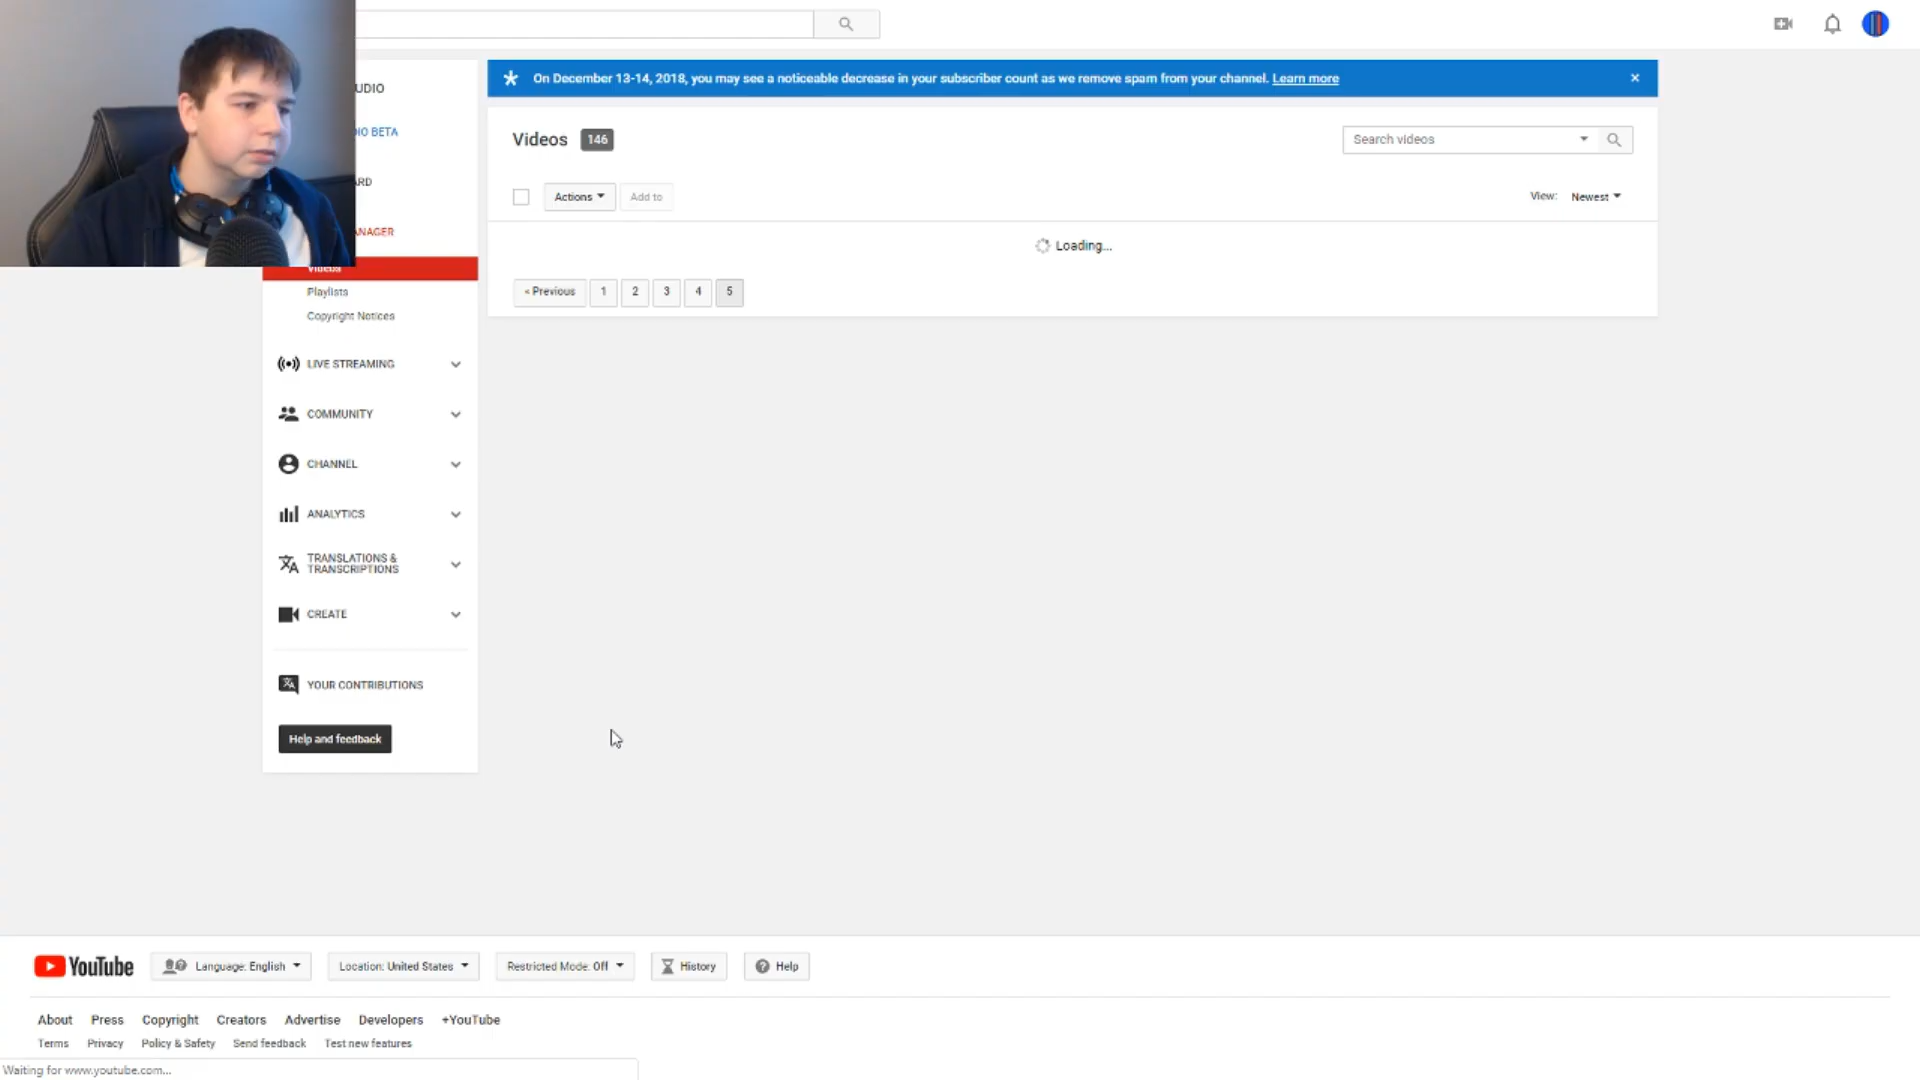 On December 13-14, 2018, you may see a noticeable decrease in your subscriber count as we remove spam from your channel. Learn more
UDIO
IO BETA
ARD
ANAGER
Videos
Playlists
Copyright Notices
LIVE STREAMING
COMMUNITY
CHANNEL
ANALYTICS
TRANSLATIONS &
TRANSCRIPTIONS
CREATE
YOUR CONTRIBUTIONS
Help and feedback
Videos 146
Search videos
Actions Add to
View: Newest
Loading...
« Previous 1 2 3 4 5
YouTube Language: English Location: United States Restricted Mode: Off History Help
About Press Copyright Creators Advertise Developers +YouTube
Terms Privacy Policy & Safety Send feedback Test new features
Waiting for www.youtube.com...